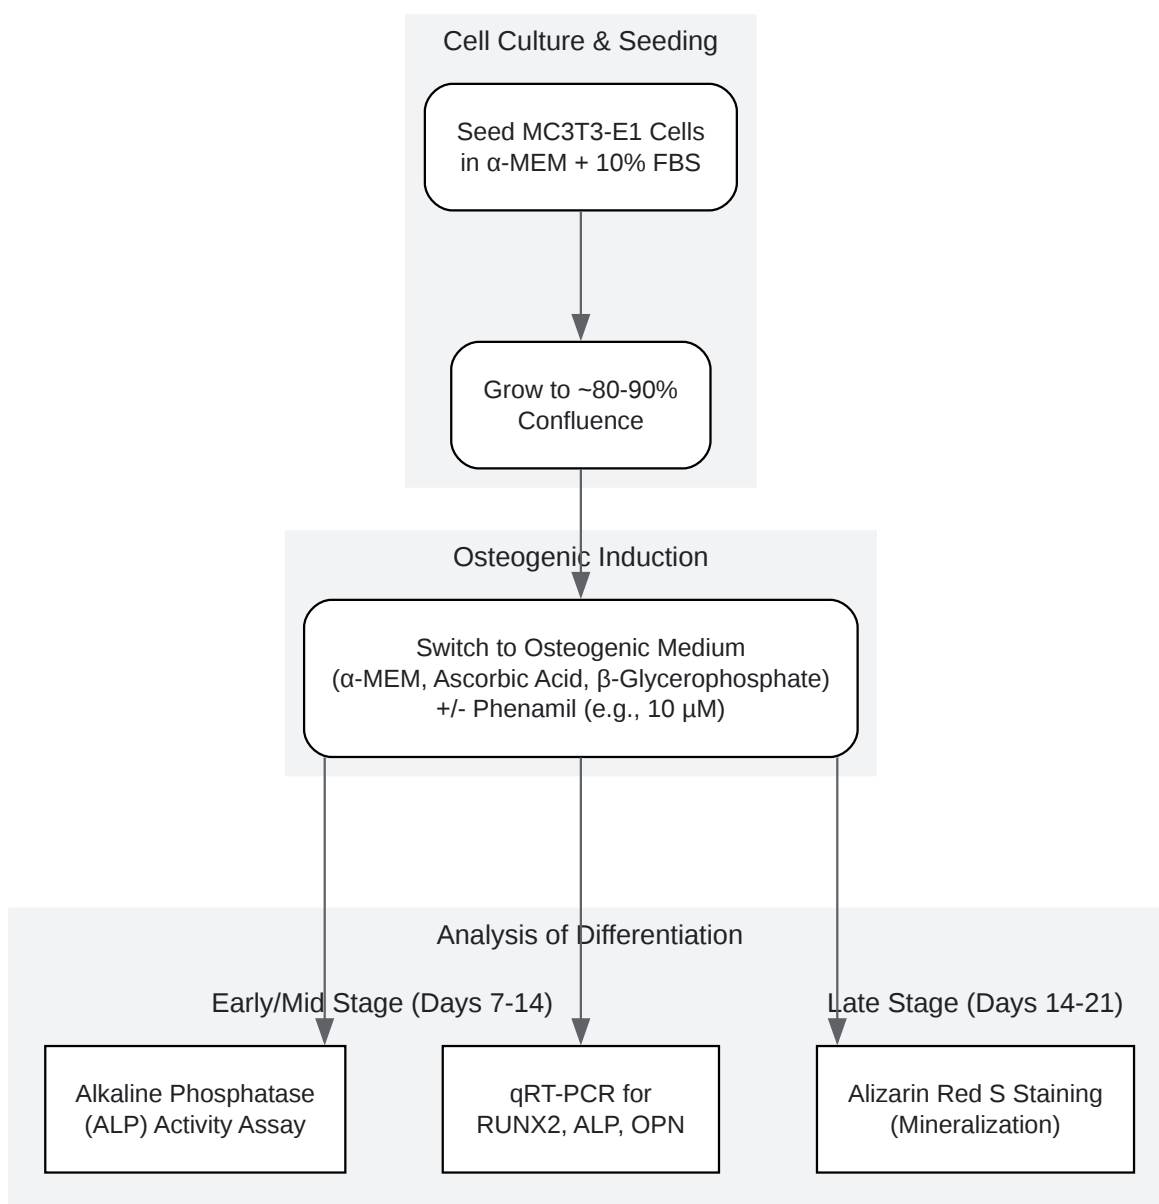 Cell Culture & Seeding
Seed MC3T3-E1 Cells
in α-MEM + 10% FBS
Grow to ~80-90%
Confluence
Osteogenic Induction
Switch to Osteogenic Medium
(α-MEM, Ascorbic Acid, β-Glycerophosphate)
+/- Phenamil (e.g., 10 µM)
Analysis of Differentiation
Early/Mid Stage (Days 7-14)
Late Stage (Days 14-21)
Alkaline Phosphatase
(ALP) Activity Assay
qRT-PCR for
RUNX2, ALP, OPN
Alizarin Red S Staining
(Mineralization)